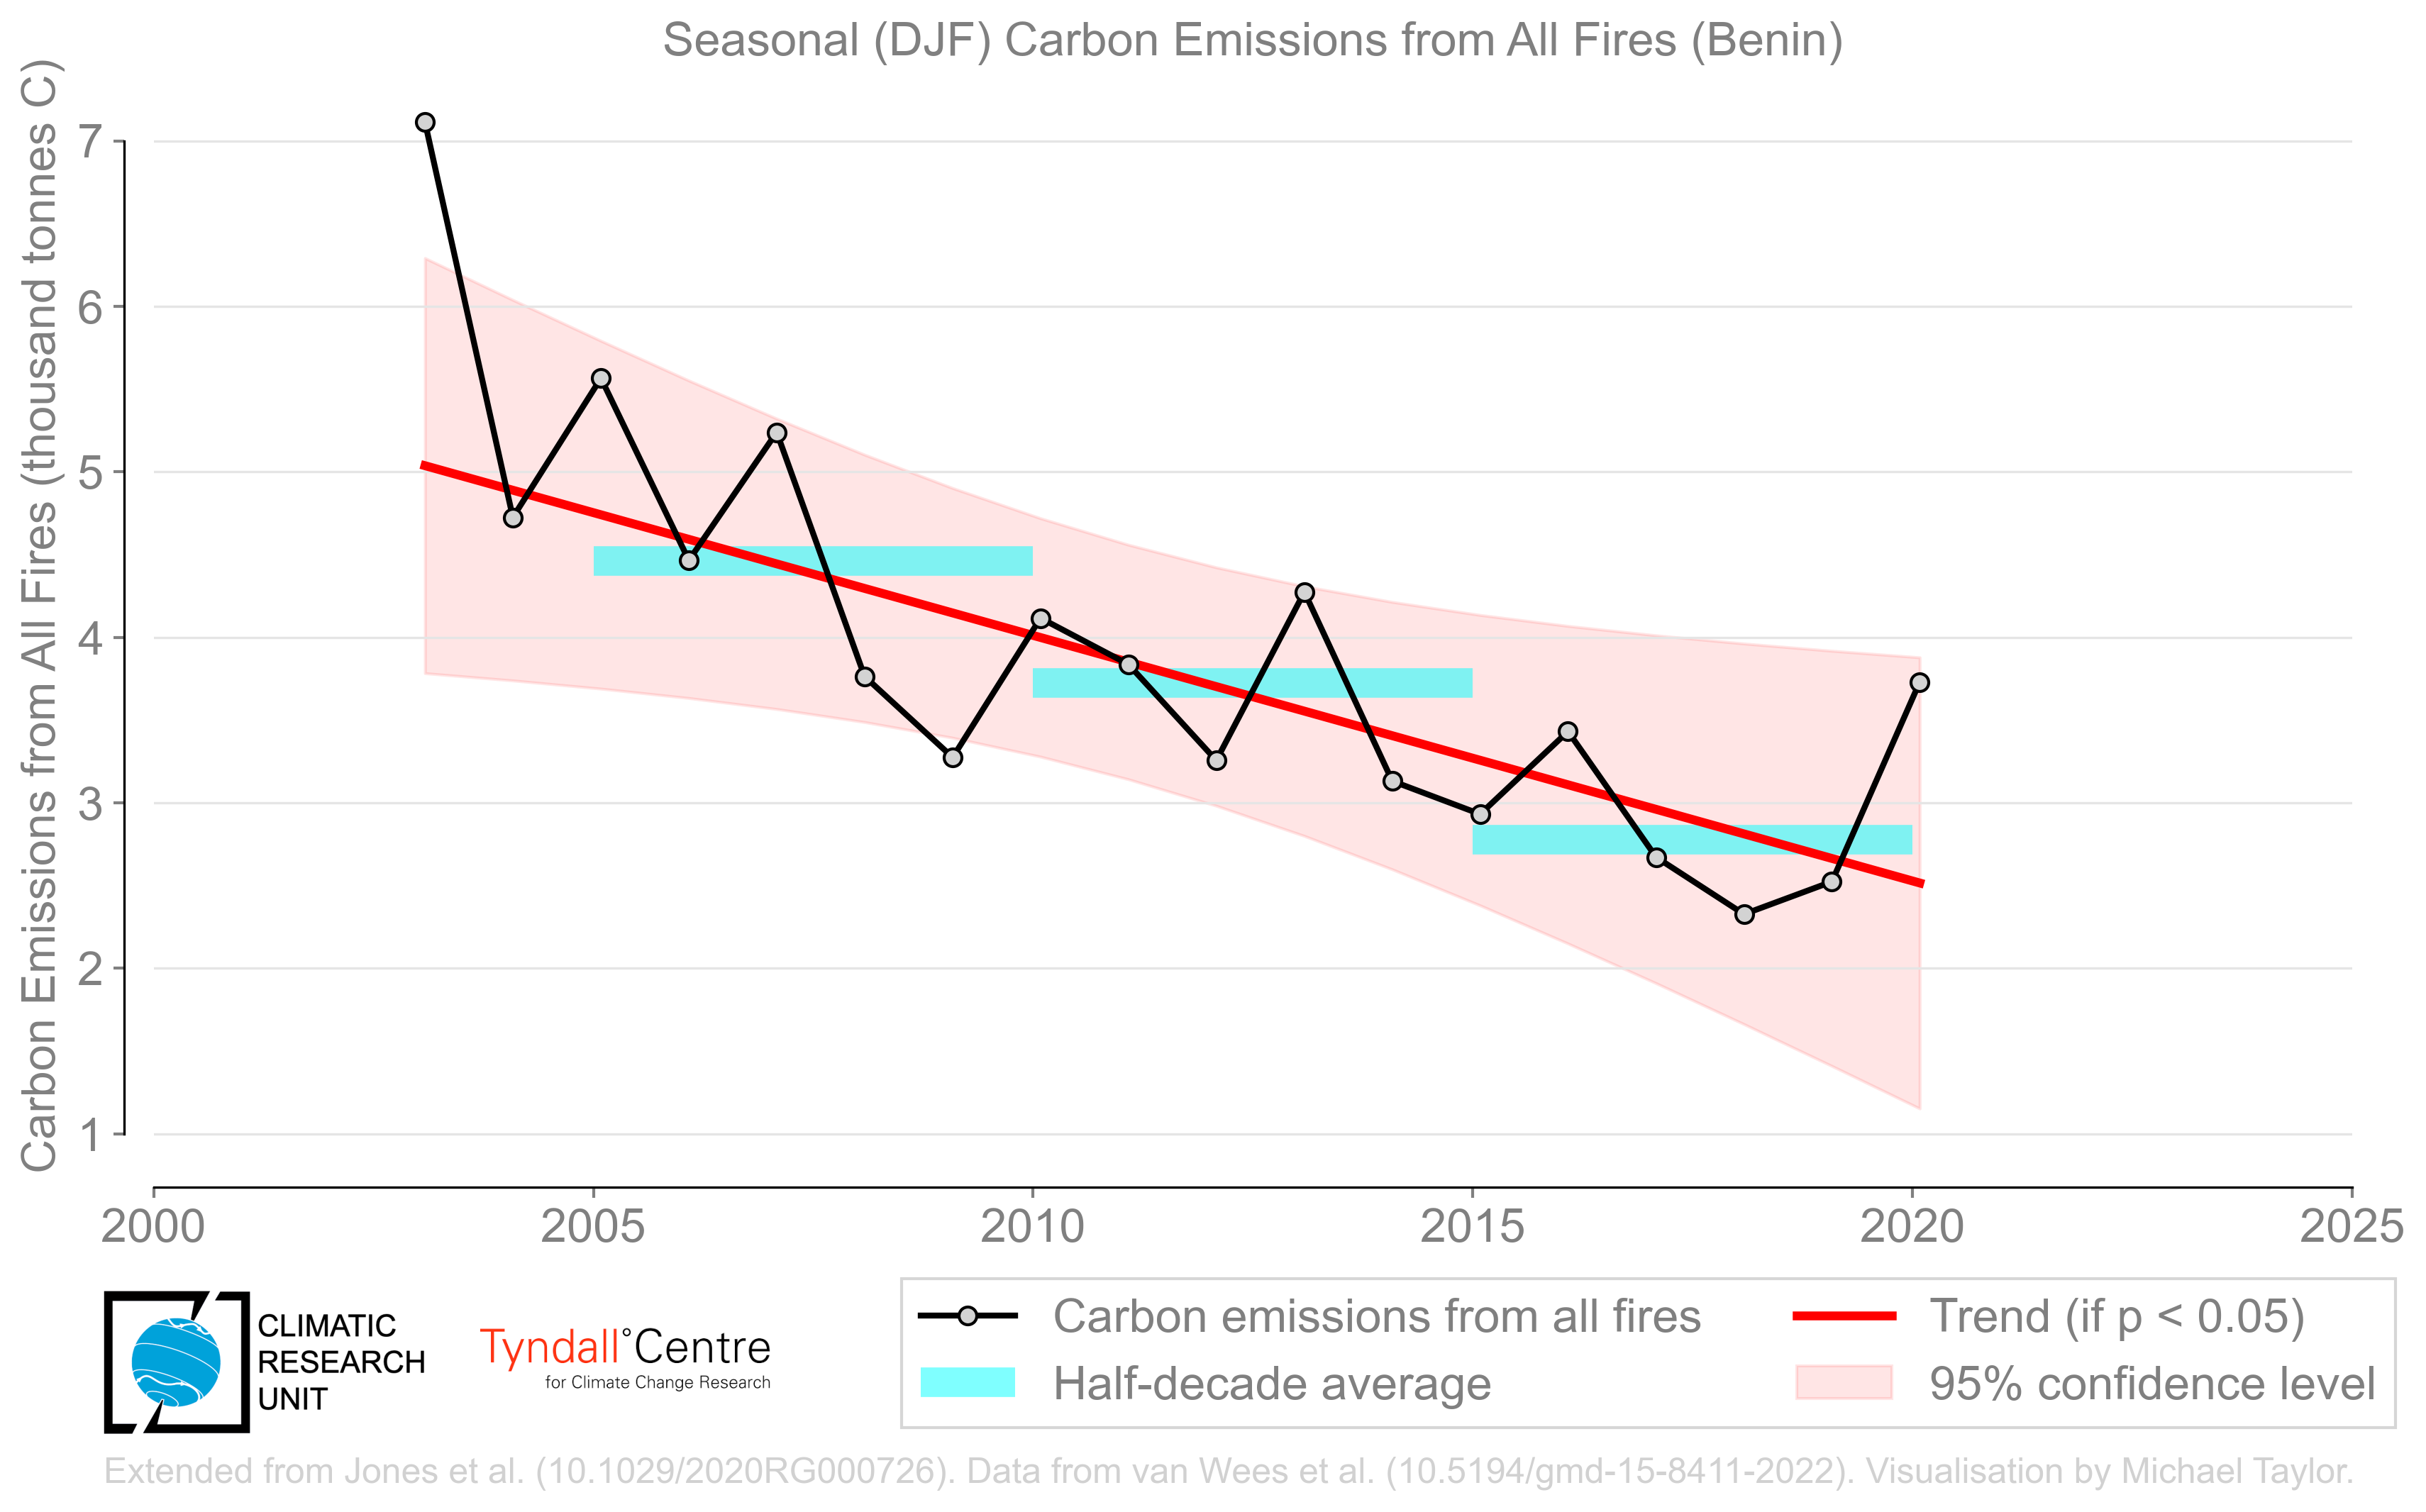 Seasonal (DJF) Carbon Emissions from All Fires (Benin)
Carbon Emissions from All Fires (thousand tonnes C)
7
6
5
4
3
2
1
2000 2005 2010 2015 2020 2025
CLIMATIC
RESEARCH
UNIT
Tyndall°Centre
for Climate Change Research
Carbon emissions from all fires
Trend (if p < 0.05)
Half-decade average
95% confidence level
Extended from Jones et al. (10.1029/2020RG000726). Data from van Wees et al. (10.5194/gmd-15-8411-2022). Visualisation by Michael Taylor.